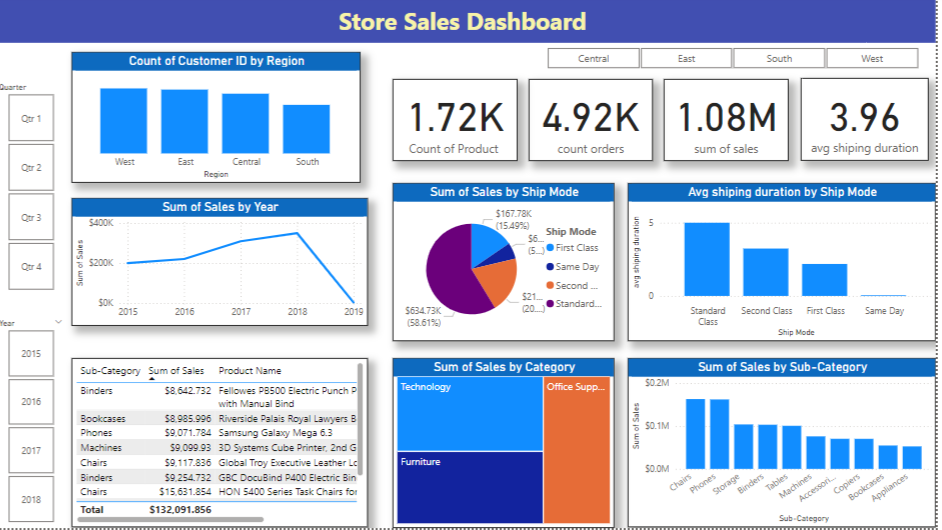 Store Sales Dashboard
Central
East
South
West
Quarter
Qtr 1
Qtr 2
Qtr 3
Qtr 4
Year
2015
2016
2017
2018
Count of Customer ID by Region
West
East
Central
South
Region
1.72K
Count of Product
4.92K
count orders
1.08M
sum of sales
3.96
avg shiping duration
Sum of Sales by Year
Sum of Sales
$400K
$200K
$0K
2015
2016
2017
2018
2019
Sum of Sales by Ship Mode
$167.78K
(15.49%)
$6...
(5...)
$21...
(20...)
$634.73K
(58.61%)
Ship Mode
First Class
Same Day
Second ...
Standard...
Avg shiping duration by Ship Mode
avg shiping duration
5
0
Standard
Class
Second Class
First Class
Same Day
Ship Mode
Sub-Category Sum of Sales Product Name
Binders $8,642.732 Fellowes PB500 Electric Punch P
with Manual Bind
Bookcases $8,985.996 Riverside Palais Royal Lawyers B
Phones $9,071.784 Samsung Galaxy Mega 6.3
Machines $9,099.93 3D Systems Cube Printer, 2nd G
Chairs $9,117.836 Global Troy Executive Leather Lo
Binders $9,254.732 GBC DocuBind P400 Electric Bin
Chairs $15,631.854 HON 5400 Series Task Chairs for
Total $132,091.856
Sum of Sales by Category
Technology
Office Supp...
Furniture
Sum of Sales by Sub-Category
Sum of Sales
$0.2M
$0.1M
$0.0M
Chairs
Phones
Storage
Binders
Tables
Machines
Accessori...
Copiers
Bookcases
Appliances
Sub-Category